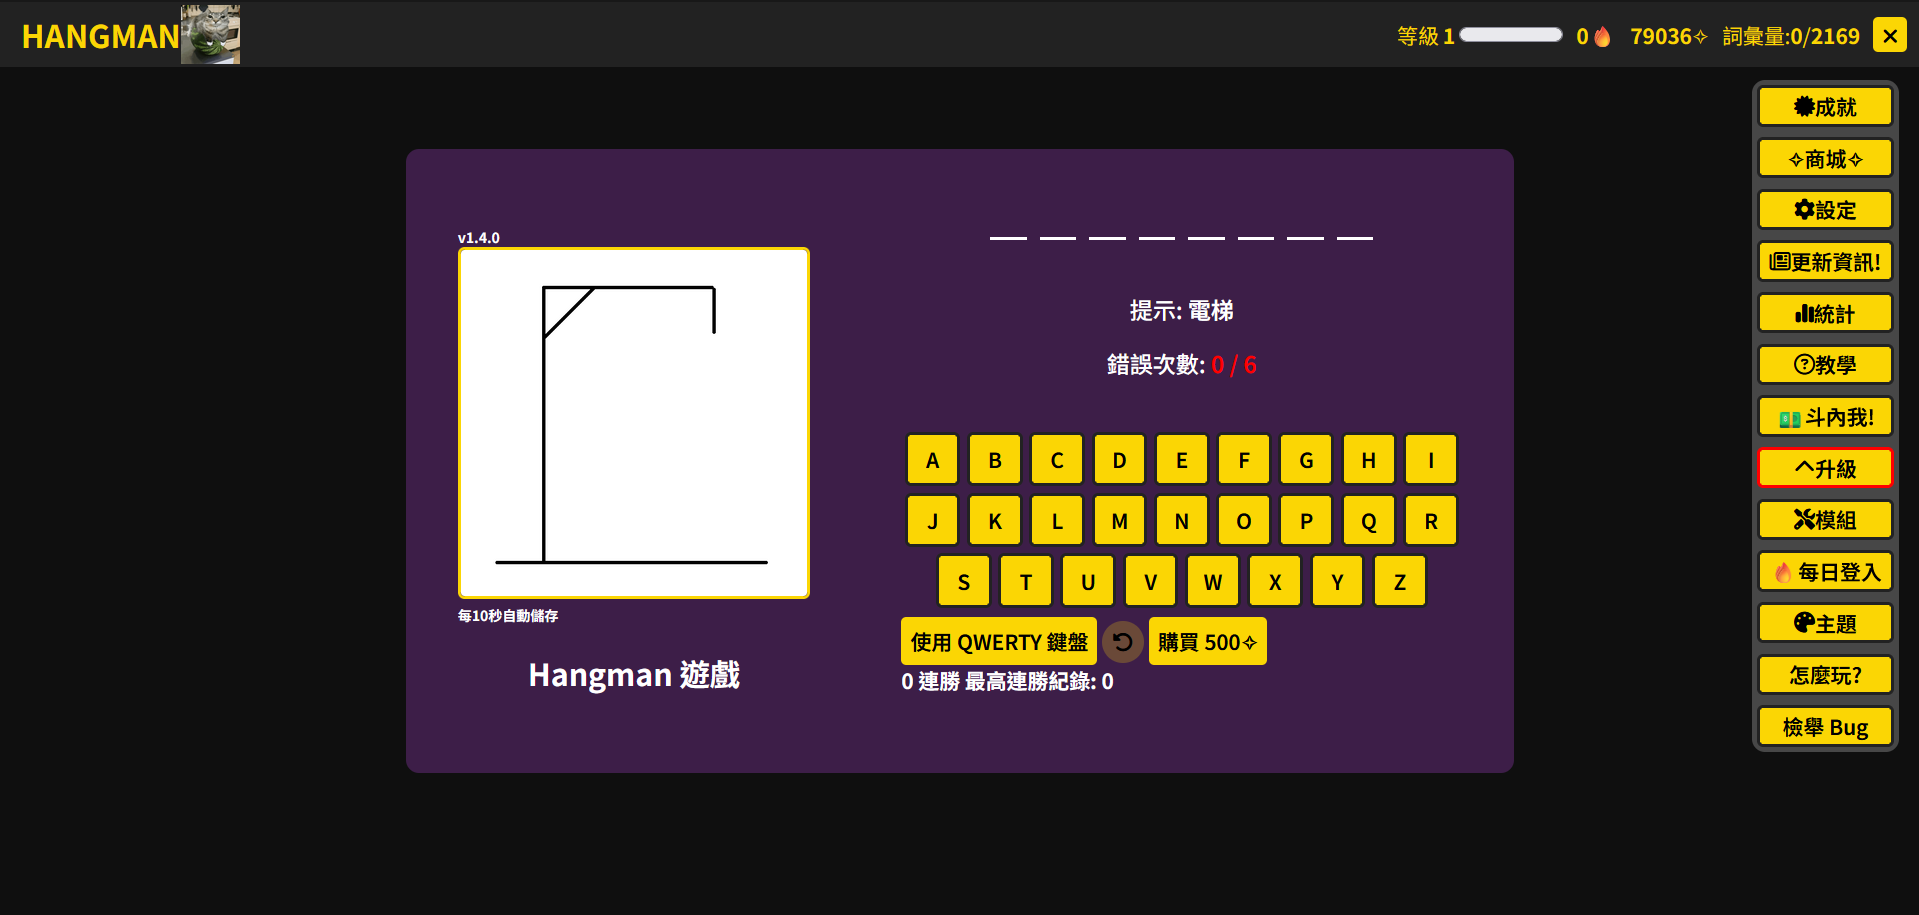 HANGMAN
等級 1 0🔥 79036✧ 詞彙量:0/2169 ×
v1.4.0
提示: 電梯
錯誤次數: 0 / 6
A B C D E F G H I
J K L M N O P Q R
S T U V W X Y Z
使用 QWERTY 鍵盤 購買 500✧
0 連勝 最高連勝紀錄: 0
每10秒自動儲存
Hangman 遊戲
成就
✧商城✧
設定
更新資訊!
統計
教學
💵 斗內我!
升級
模組
🔥 每日登入
主題
怎麼玩?
檢舉 Bug